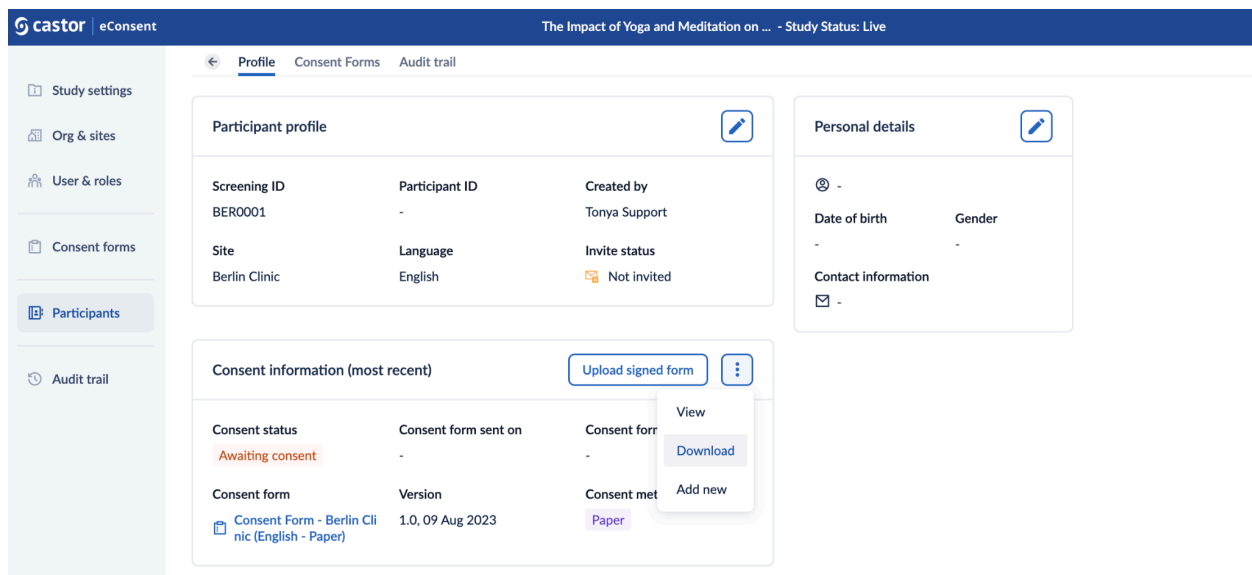 castor eConsent
The Impact of Yoga and Meditation on ... - Study Status: Live
Study settings
Org & sites
User & roles
Consent forms
Participants
Audit trail
Profile Consent Forms Audit trail
Participant profile
Screening ID Participant ID Created by
BER0001 - Tonya Support
Site Language Invite status
Berlin Clinic English Not invited
Personal details
-
Date of birth Gender
- -
Contact information
-
Consent information (most recent) Upload signed form
View
Download
Add new
Consent status Consent form sent on Consent for
Awaiting consent - -
Consent form Version Consent met
Consent Form - Berlin Cli 1.0, 09 Aug 2023 Paper
nic (English - Paper)